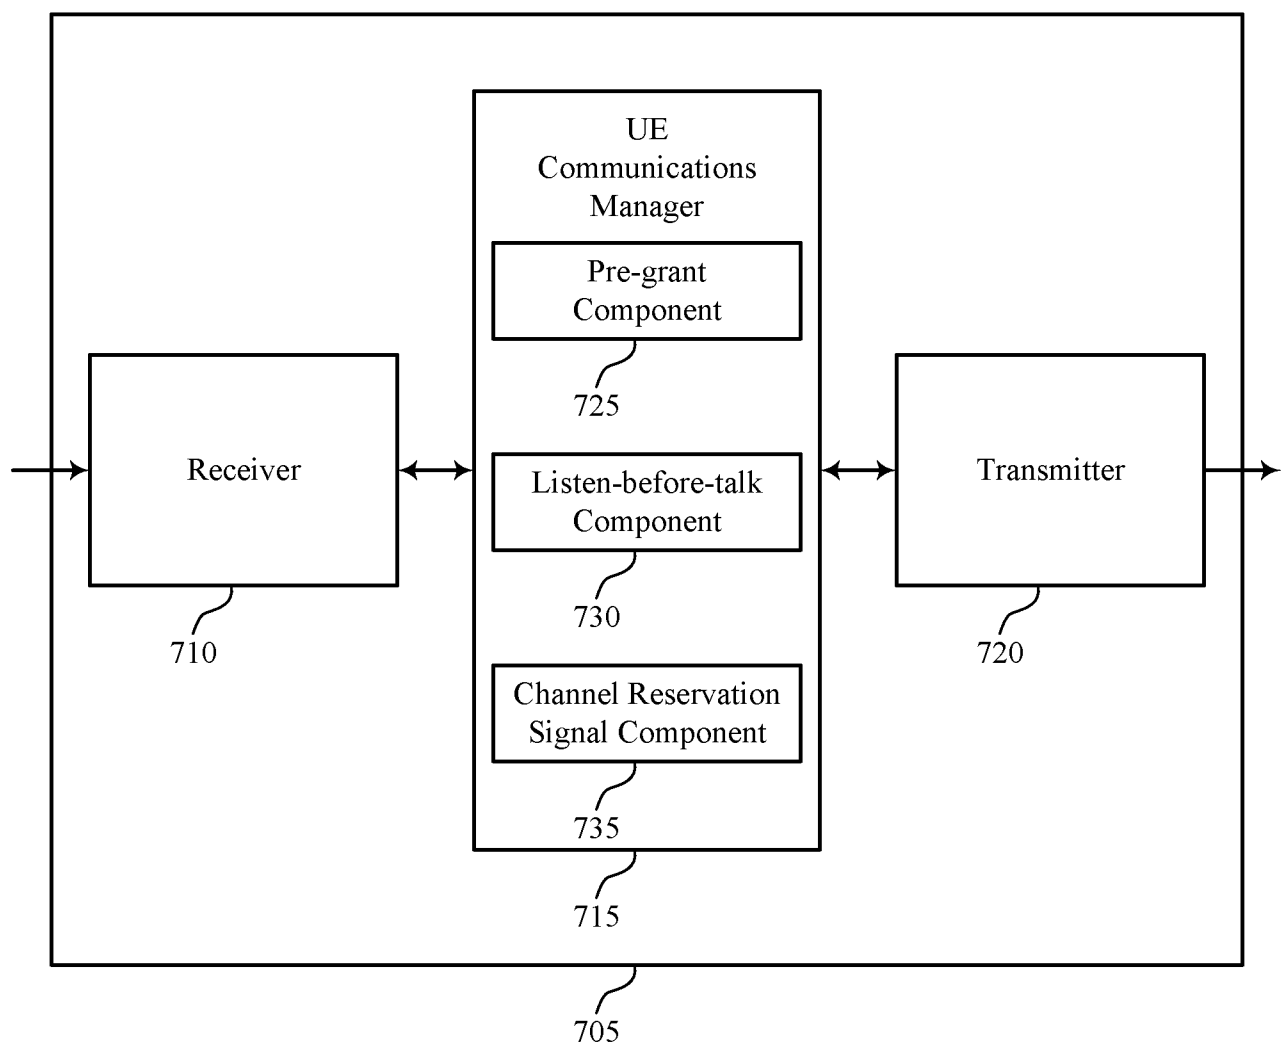 UE
Communications
Manager
Pre-grant
Component
725
Receiver
Listen-before-talk
Component
Transmitter
730
710
720
Channel Reservation
Signal Component
735
715
705